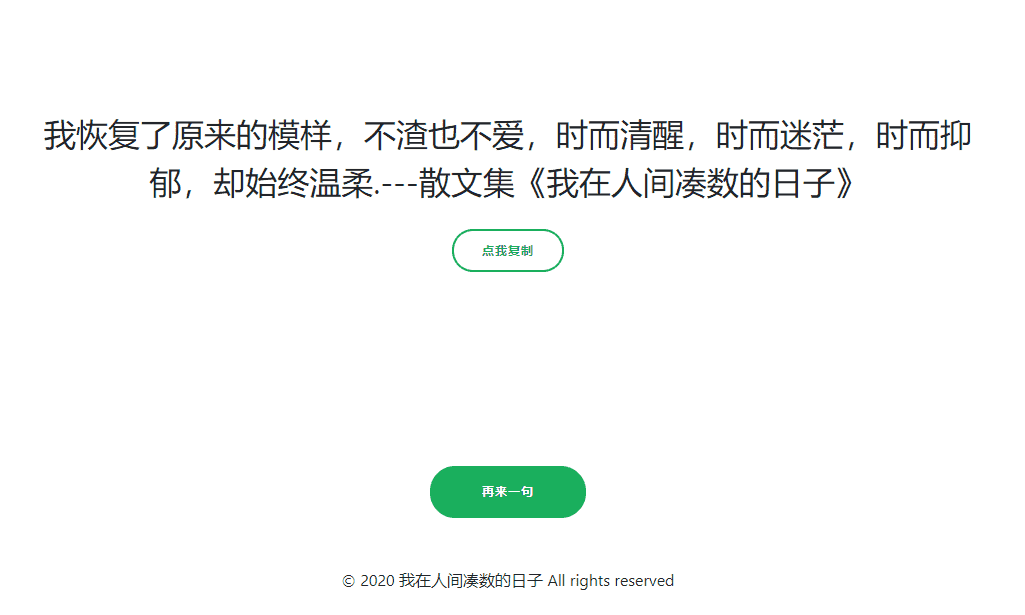 我恢复了原来的模样，不渣也不爱，时而清醒，时而迷茫，时而抑
郁，却始终温柔.---散文集《我在人间凑数的日子》
点我复制
再来一句
© 2020 我在人间凑数的日子 All rights reserved